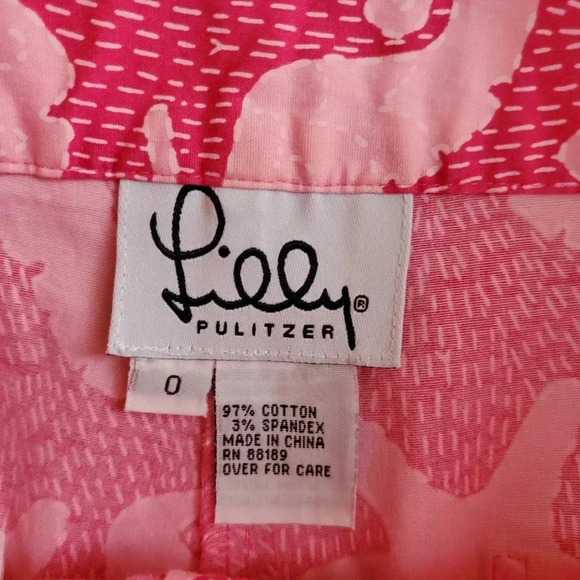 Lilly®
PULITZER
0
97% COTTON
3% SPANDEX
MADE IN CHINA
RN 88189
OVER FOR CARE